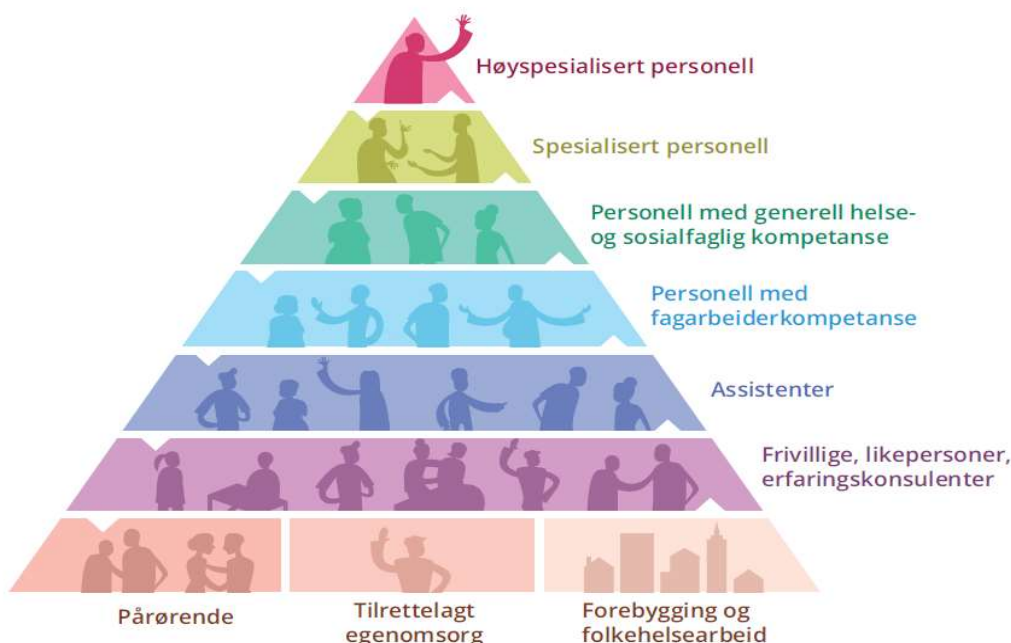 Høyspesialisert personell
Spesialisert personell
Personell med generell helse-
og sosialfaglig kompetanse
Personell med
fagarbeiderkompetanse
Assistenter
Frivillige, likepersoner,
erfaringskonsulenter
Pårørende
Tilrettelagt
egenomsorg
Forebygging og
folkehelsearbeid